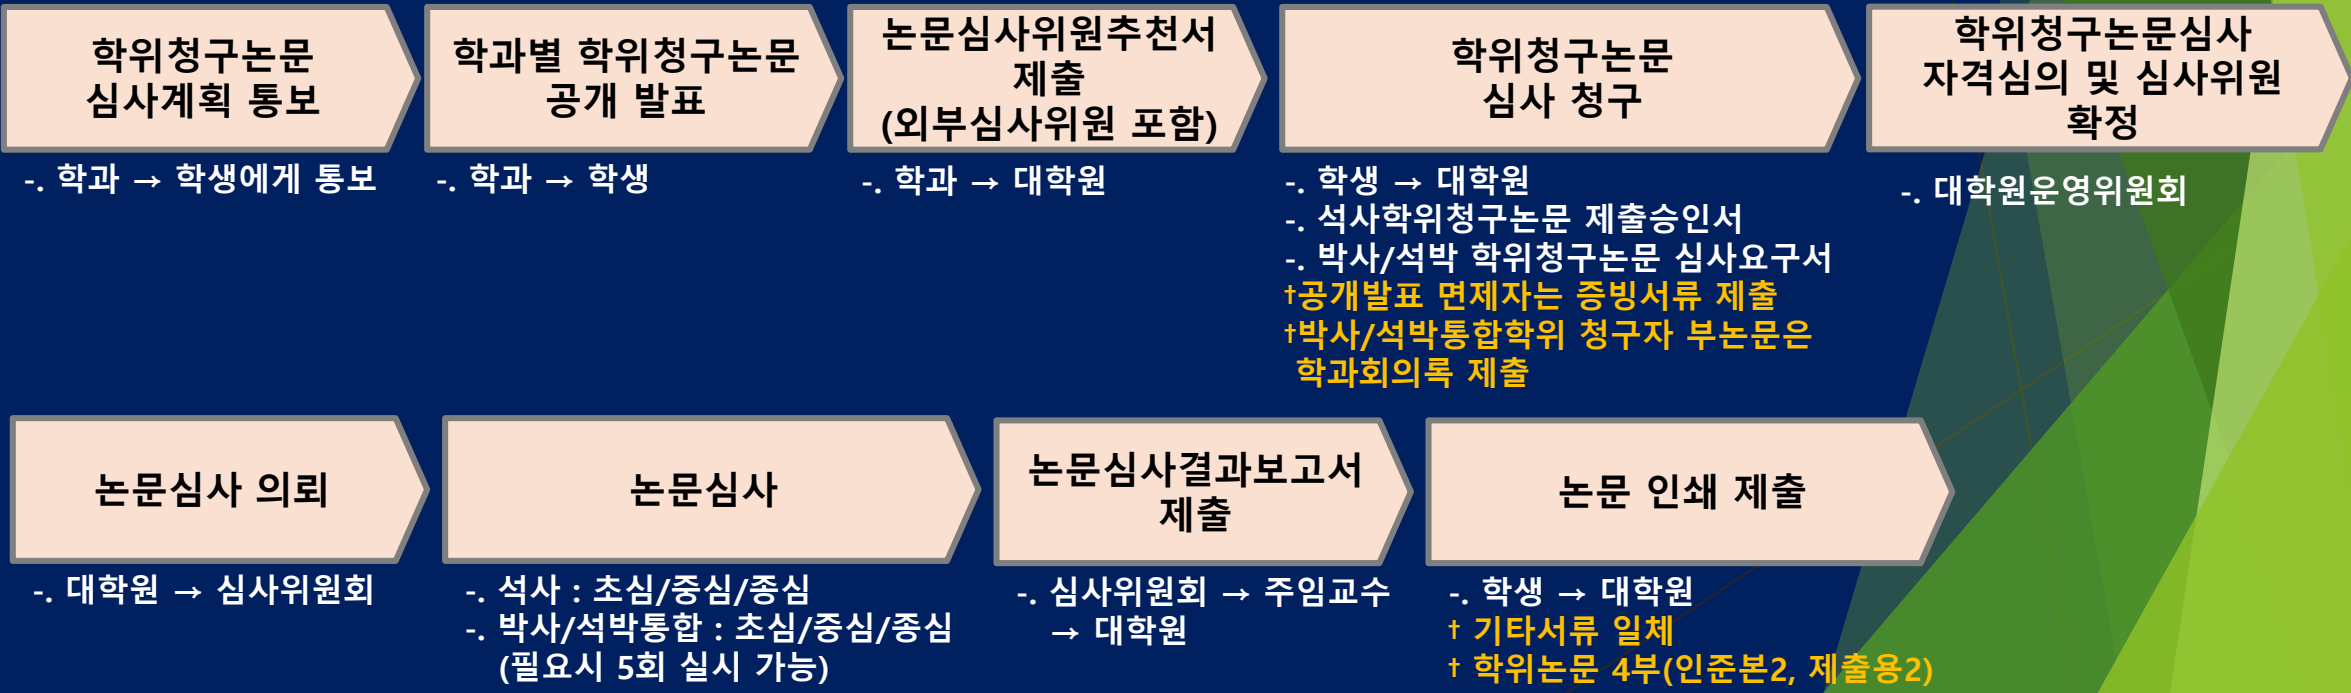 학위청구논문
심사계획 통보
-. 학과 → 학생에게 통보
학과별 학위청구논문
공개 발표
-. 학과 → 학생
논문심사위원추천서
제출
(외부심사위원 포함)
-. 학과 → 대학원
학위청구논문
심사 청구
-. 학생 → 대학원
-. 석사학위청구논문 제출승인서
-. 박사/석박 학위청구논문 심사요구서
†공개발표 면제자는 증빙서류 제출
†박사/석박통합학위 청구자 부논문은
학과회의록 제출
학위청구논문심사
자격심의 및 심사위원
확정
-. 대학원운영위원회
논문심사 의뢰
-. 대학원 → 심사위원회
논문심사
-. 석사 : 초심/중심/종심
-. 박사/석박통합 : 초심/중심/종심
(필요시 5회 실시 가능)
논문심사결과보고서
제출
-. 심사위원회 → 주임교수
→ 대학원
논문 인쇄 제출
-. 학생 → 대학원
† 기타서류 일체
† 학위논문 4부(인준본2, 제출용2)